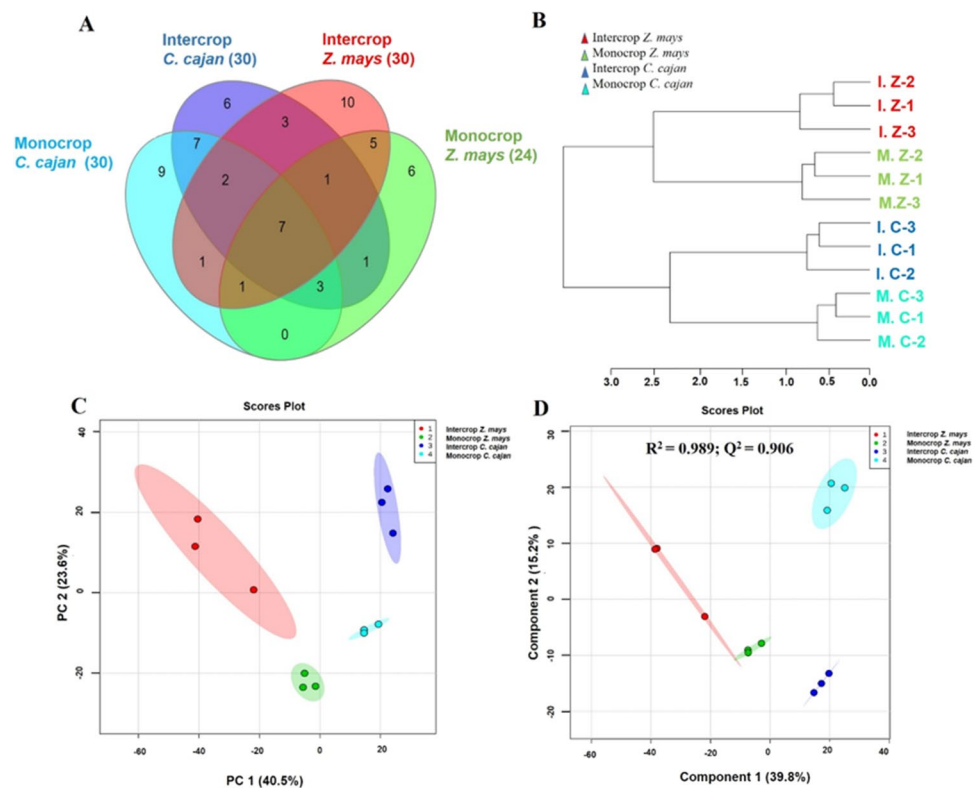 A
Intercrop
C. cajan (30)
Intercrop
Z. mays (30)
Monocrop
C. cajan (30)
Monocrop
Z. mays (24)
6
10
3
7
5
9
6
2
1
7
1
1
1
3
0
B
Intercrop Z. mays
Monocrop Z. mays
Intercrop C. cajan
Monocrop C. cajan
I. Z-2
I. Z-1
I. Z-3
M. Z-2
M. Z-1
M.Z-3
I. C-3
I. C-1
I. C-2
M. C-3
M. C-1
M. C-2
3.0 2.5 2.0 1.5 1.0 0.5 0.0
C
Scores Plot
1 Intercrop Z. mays
2 Monocrop Z. mays
3 Intercrop C. cajan
4 Monocrop C. cajan
PC 2 (23.6%)
40
20
0
-20
-60 -40 -20 0 20
PC 1 (40.5%)
D
Scores Plot
R² = 0.989; Q² = 0.906
1 Intercrop Z. mays
2 Monocrop Z. mays
3 Intercrop C. cajan
4 Monocrop C. cajan
Component 2 (15.2% )
30
20
10
0
-10
-20
-60 -40 -20 0 20 40
Component 1 (39.8%)